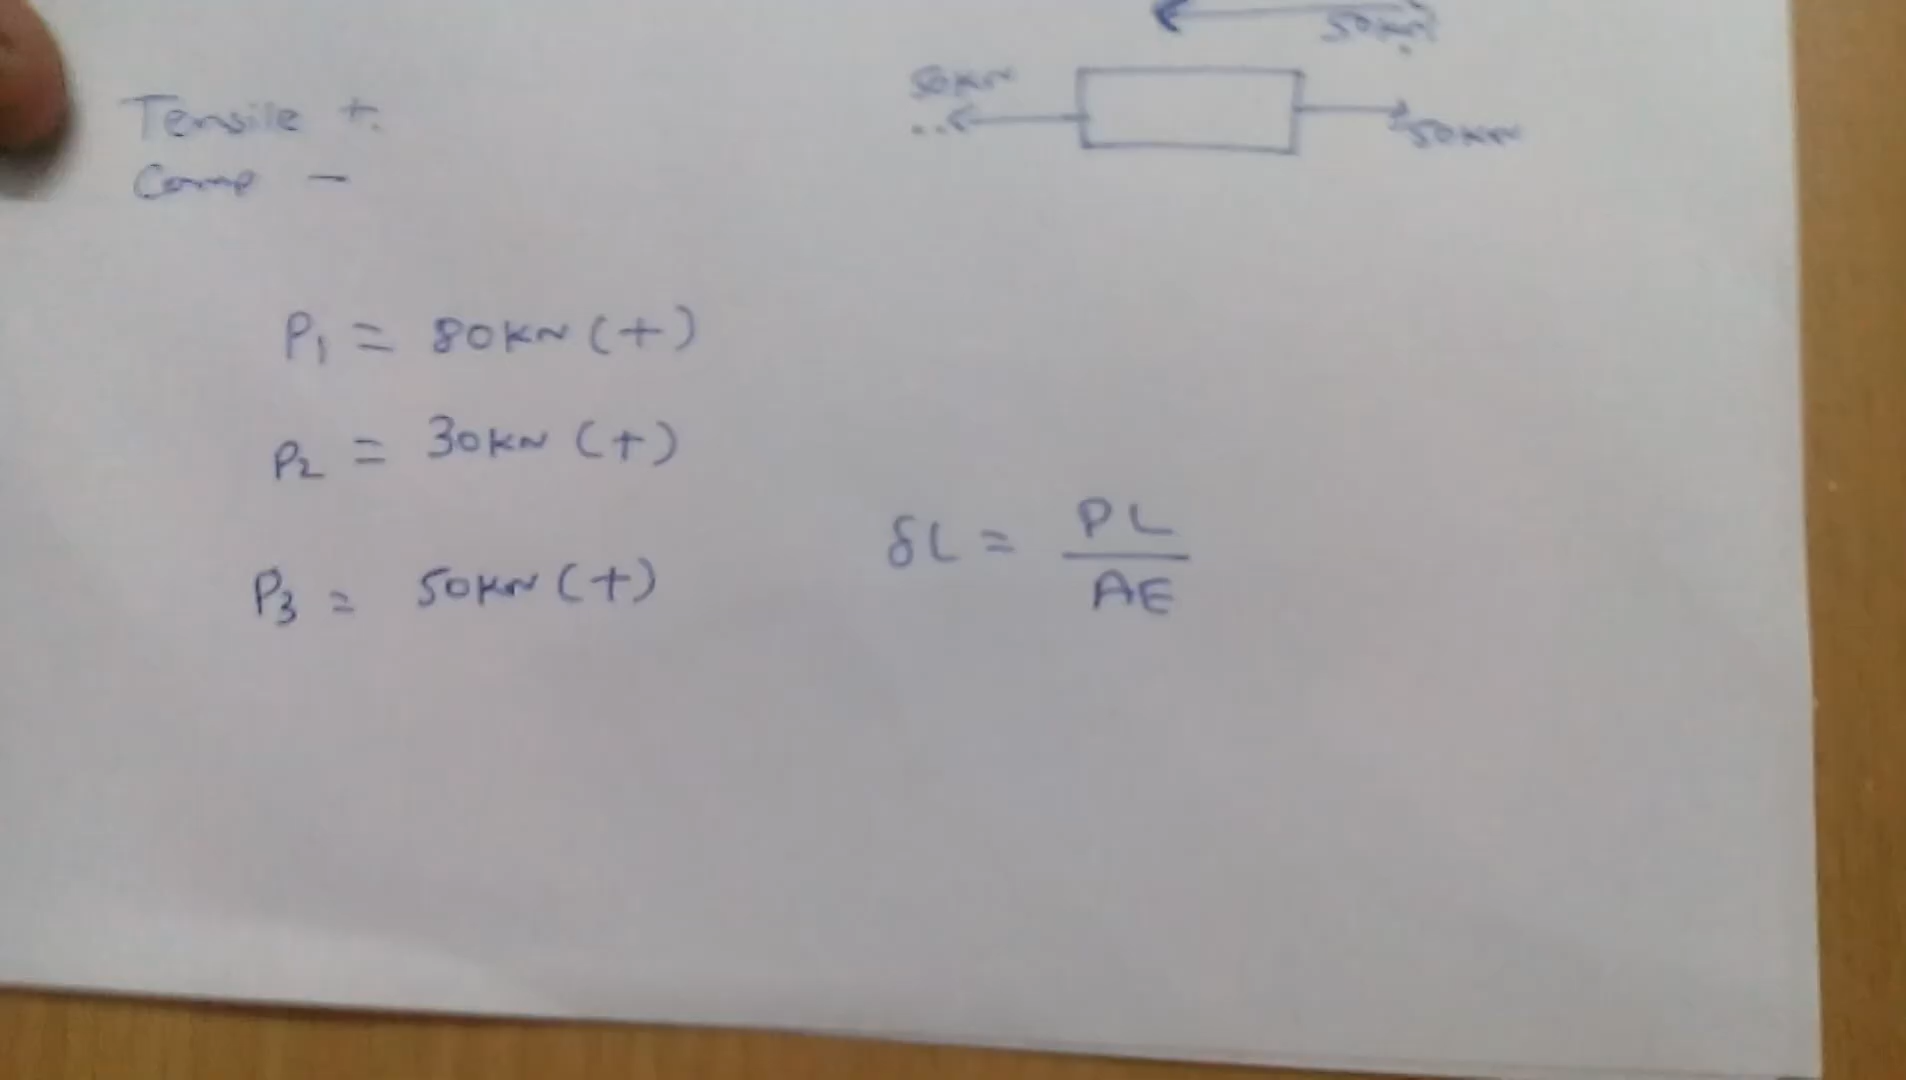 50KN
50KN
50KN
Tensile +.
Comp -
P1 = 80KN (+)
P2 = 30KN (+)
P3 = 50KN (+)
δL = PL
AE